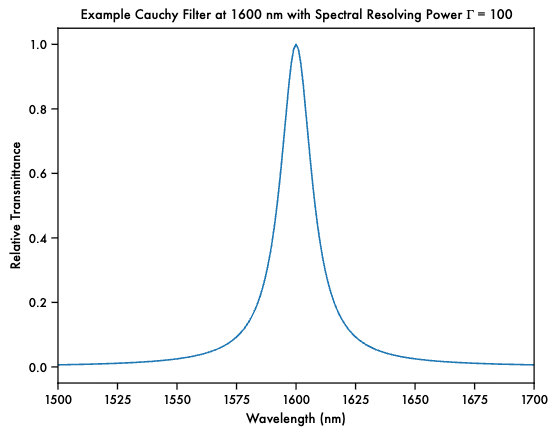 Example Cauchy Filter at 1600 nm with Spectral Resolving Power Γ = 100
Relative Transmittance
1.0
0.8
0.6
0.4
0.2
0.0
1500 1525 1550 1575 1600 1625 1650 1675 1700
Wavelength (nm)